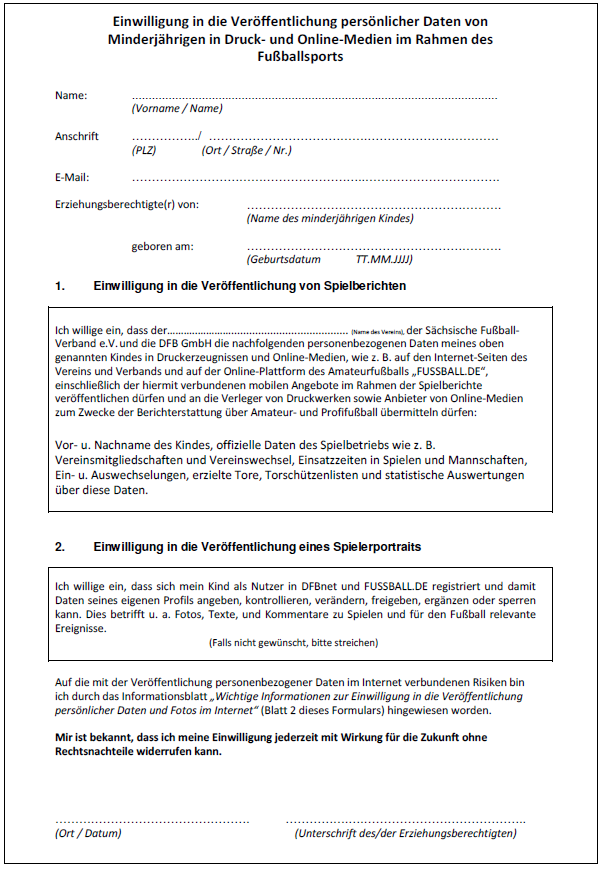 Einwilligung in die Veröffentlichung persönlicher Daten von
Minderjährigen in Druck- und Online-Medien im Rahmen des
Fußballsports
Name: ................................................................
(Vorname / Name)
Anschrift ................/ ................................................................
(PLZ) (Ort / Straße / Nr.)
E-Mail: ................................................................
Erziehungsberechtigte(r) von: ................................................................
(Name des minderjährigen Kindes)
geboren am: ................................................................
(Geburtsdatum TT.MM.JJJJ)
1. Einwilligung in die Veröffentlichung von Spielberichten
Ich willige ein, dass der................................................................ (Name des Vereins), der Sächsische Fußball-
Verband e.V. und die DFB GmbH die nachfolgenden personenbezogenen Daten meines oben
genannten Kindes in Druckerzeugnissen und Online-Medien, wie z. B. auf den Internet-Seiten des
Vereins und Verbands und auf der Online-Plattform des Amateurfußballs „FUSSBALL.DE“,
einschließlich der hiermit verbundenen mobilen Angebote im Rahmen der Spielberichte
veröffentlichen dürfen und an die Verleger von Druckwerken sowie Anbieter von Online-Medien
zum Zwecke der Berichterstattung über Amateur- und Profifußball übermitteln dürfen:
Vor- u. Nachname des Kindes, offizielle Daten des Spielbetriebs wie z. B.
Vereinsmitgliedschaften und Vereinswechsel, Einsatzzeiten in Spielen und Mannschaften,
Ein- u. Auswechselungen, erzielte Tore, Torschützenlisten und statistische Auswertungen
über diese Daten.
2. Einwilligung in die Veröffentlichung eines Spielerportraits
Ich willige ein, dass sich mein Kind als Nutzer in DFBnet und FUSSBALL.DE registriert und damit
Daten seines eigenen Profils angeben, kontrollieren, verändern, freigeben, ergänzen oder sperren
kann. Dies betrifft u. a. Fotos, Texte, und Kommentare zu Spielen und für den Fußball relevante
Ereignisse.
(Falls nicht gewünscht, bitte streichen)
Auf die mit der Veröffentlichung personenbezogener Daten im Internet verbundenen Risiken bin
ich durch das Informationsblatt „Wichtige Informationen zur Einwilligung in die Veröffentlichung
persönlicher Daten und Fotos im Internet“ (Blatt 2 dieses Formulars) hingewiesen worden.
Mir ist bekannt, dass ich meine Einwilligung jederzeit mit Wirkung für die Zukunft ohne
Rechtsnachteile widerrufen kann.
................................................ ................................................................
(Ort / Datum) (Unterschrift des/der Erziehungsberechtigten)